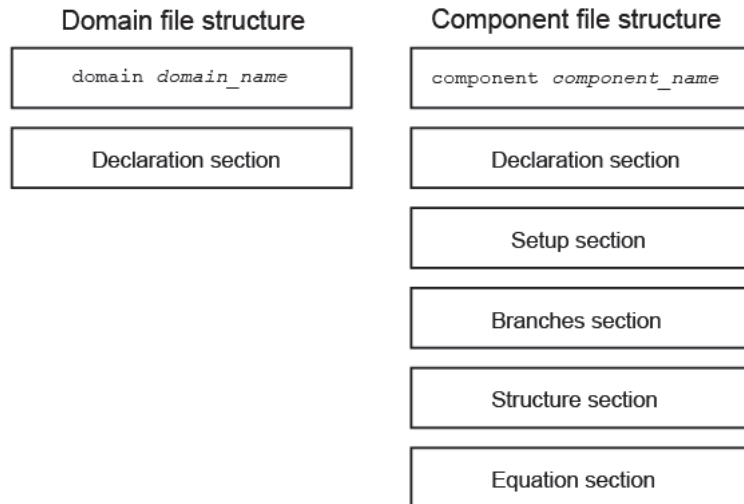 Domain file structure
domain domain_name
Declaration section
Component file structure
component component_name
Declaration section
Setup section
Branches section
Structure section
Equation section